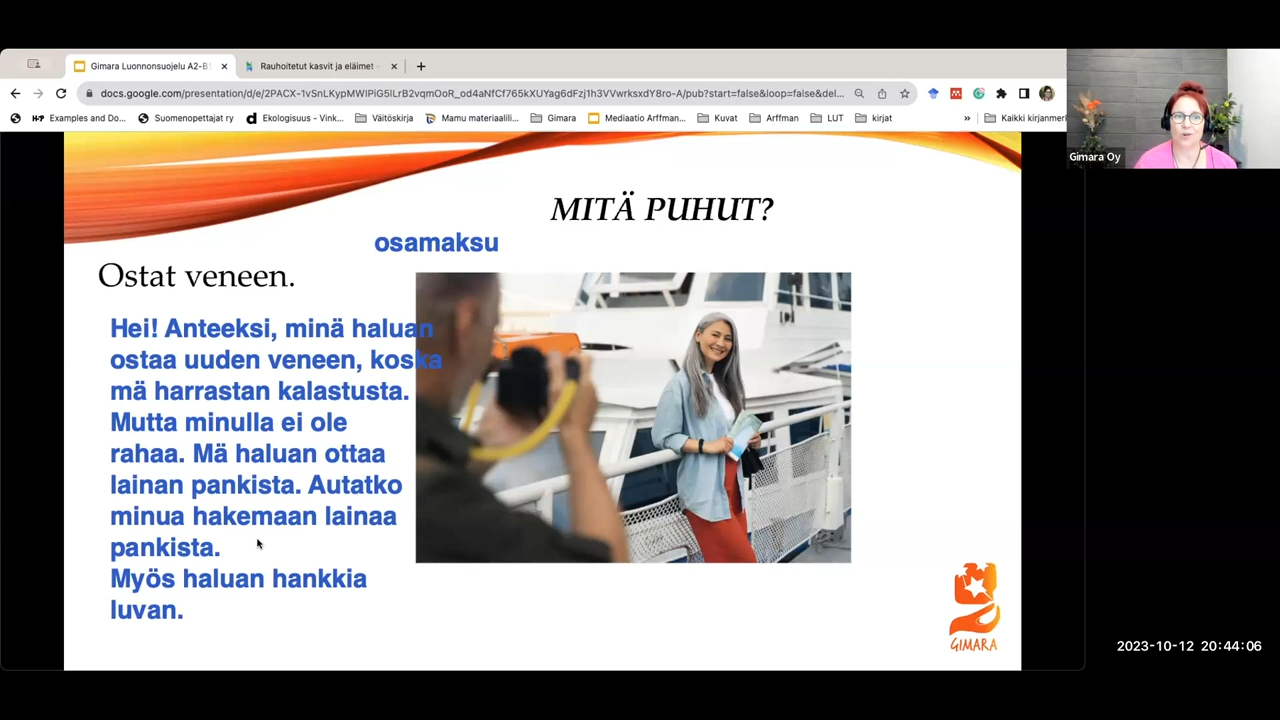 Gimara Luonnonsuojelu A2-B1
Rauhoitetut kasvit ja eläimet
docs.google.com/presentation/d/e/2PACX-1vSnLKypMWIPiG5lLrB2vqmOoR_od4aNfCf765kXUYag6dFzj1h3VVwrksxdY8ro-A/pub?start=false&loop=false&del...
Examples and Do...
Suomenopettajat ry
Ekologisuus - Vink...
Väitöskirja
Mamu materiaalili...
Gimara
Mediaatio Arffman...
Kuvat
Arffman
LUT
kirjat
»
Kaikki kirjanmer
Gimara Oy
MITÄ PUHUT?
osamaksu
Ostat veneen.
Hei! Anteeksi, minä haluan
ostaa uuden veneen, koska
mä harrastan kalastusta.
Mutta minulla ei ole
rahaa. Mä haluan ottaa
lainan pankista. Autatko
minua hakemaan lainaa
pankista.
Myös haluan hankkia
luvan.
GIMARA
2023-10-12 20:44:06